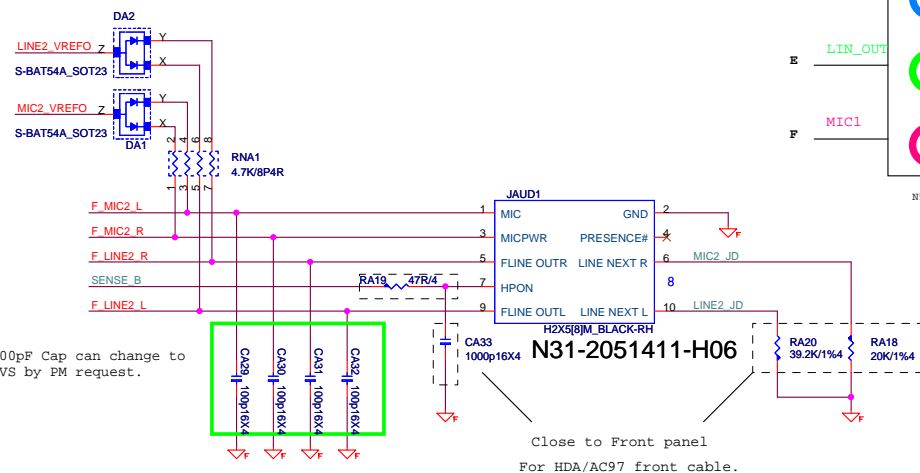 DA2
LINE2_VREFO
Z
Y
X
S-BAT54A_SOT23
MIC2_VREFO
Z
Y
X
S-BAT54A_SOT23
DA1
2
4
6
8
RNA1
4.7K/8P4R
1
3
5
7
E
LIN_OUT
F
MIC1
JAUD1
F_MIC2_L
1
MIC
GND
2
F_MIC2_R
3
MICPWR
PRESENCE#
4
F_LINE2_R
5
FLINE OUTR
LINE NEXT R
6
MIC2_JD
SENSE_B
RA19
47R/4
7
HPON
8
F_LINE2_L
9
FLINE OUTL
LINE NEXT L
10
LINE2_JD
H2X5[8]M_BLACK-RH
N31-2051411-H06
F
00pF Cap can change to
VS by PM request.
CA29
100p16X4
CA30
100p16X4
CA31
100p16X4
CA32
100p16X4
CA33
1000p16X4
RA20
39.2K/1%4
RA18
20K/1%4
F
F
F
F
F
F
Close to Front panel
For HDA/AC97 front cable.